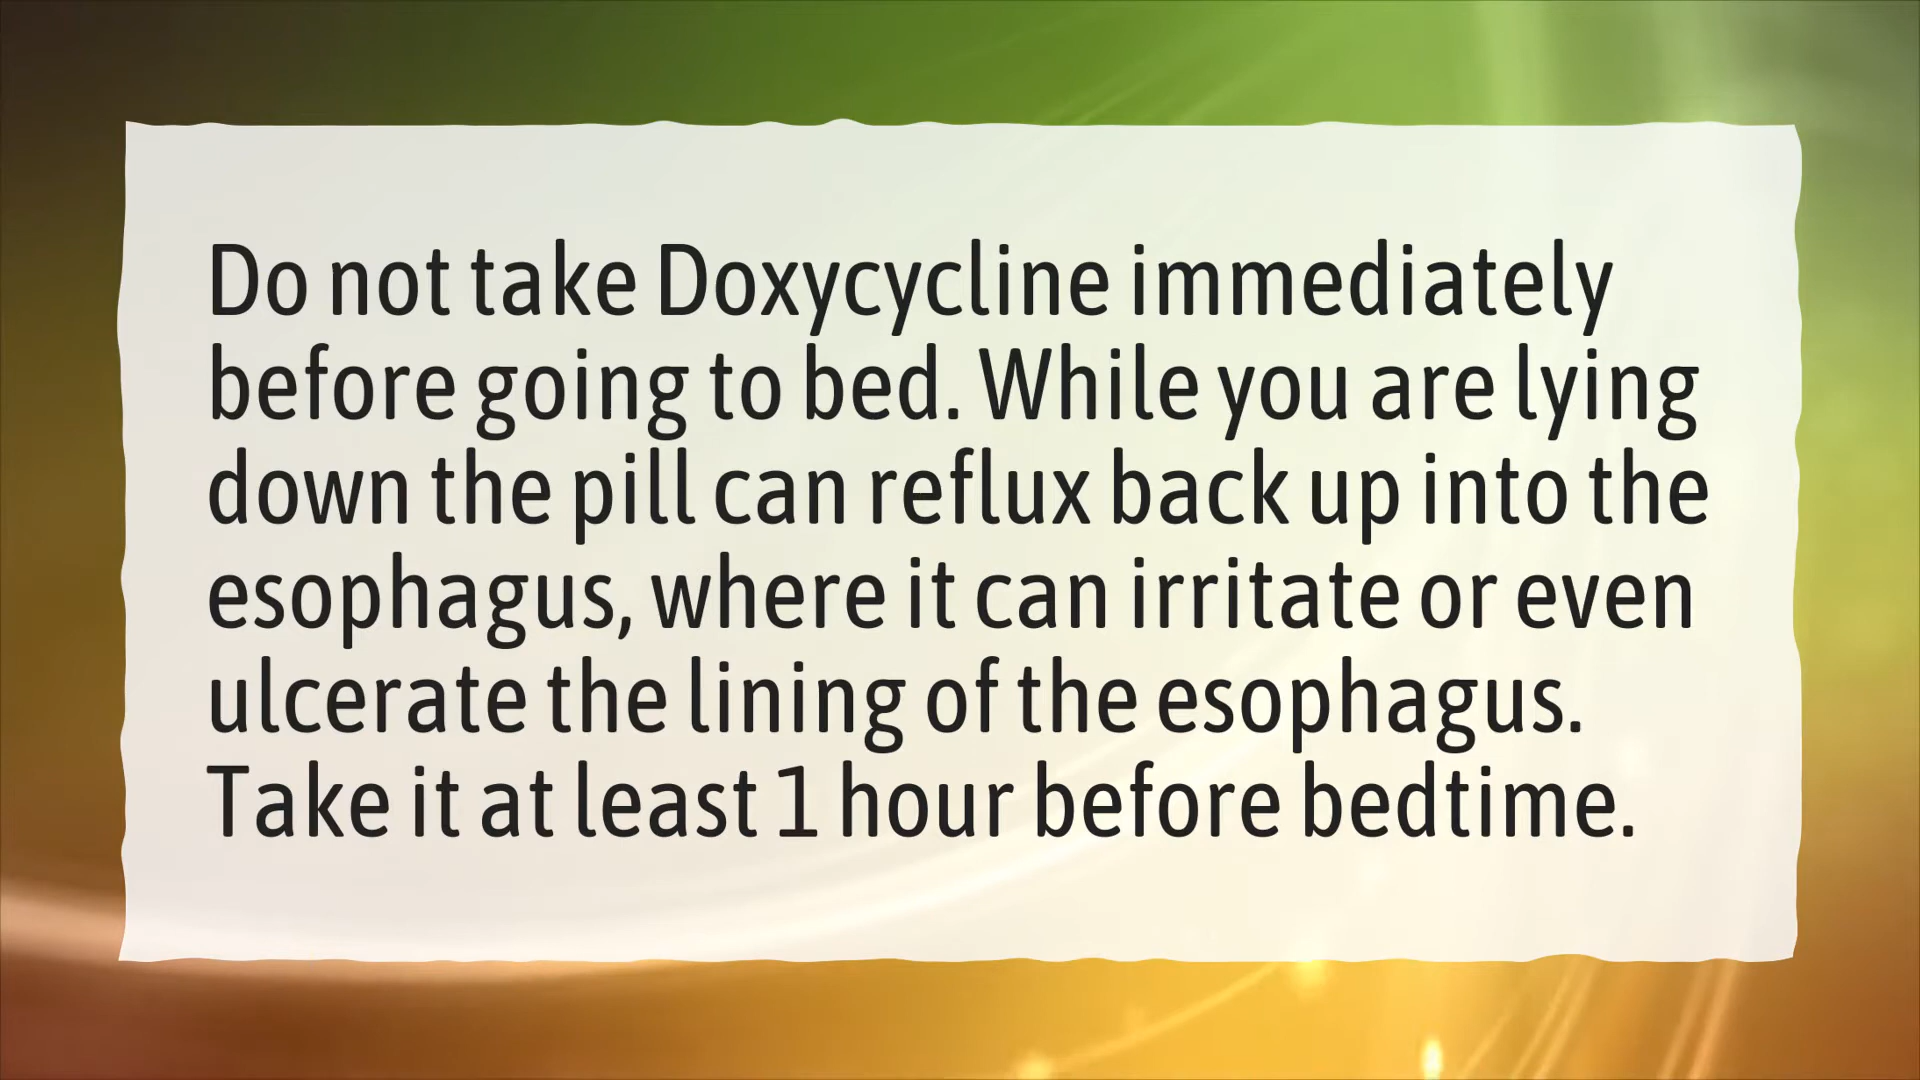 Do not take Doxycycline immediately
before going to bed. While you are lying
down the pill can reflux back up into the
esophagus, where it can irritate or even
ulcerate the lining of the esophagus.
Take it at least 1 hour before bedtime.